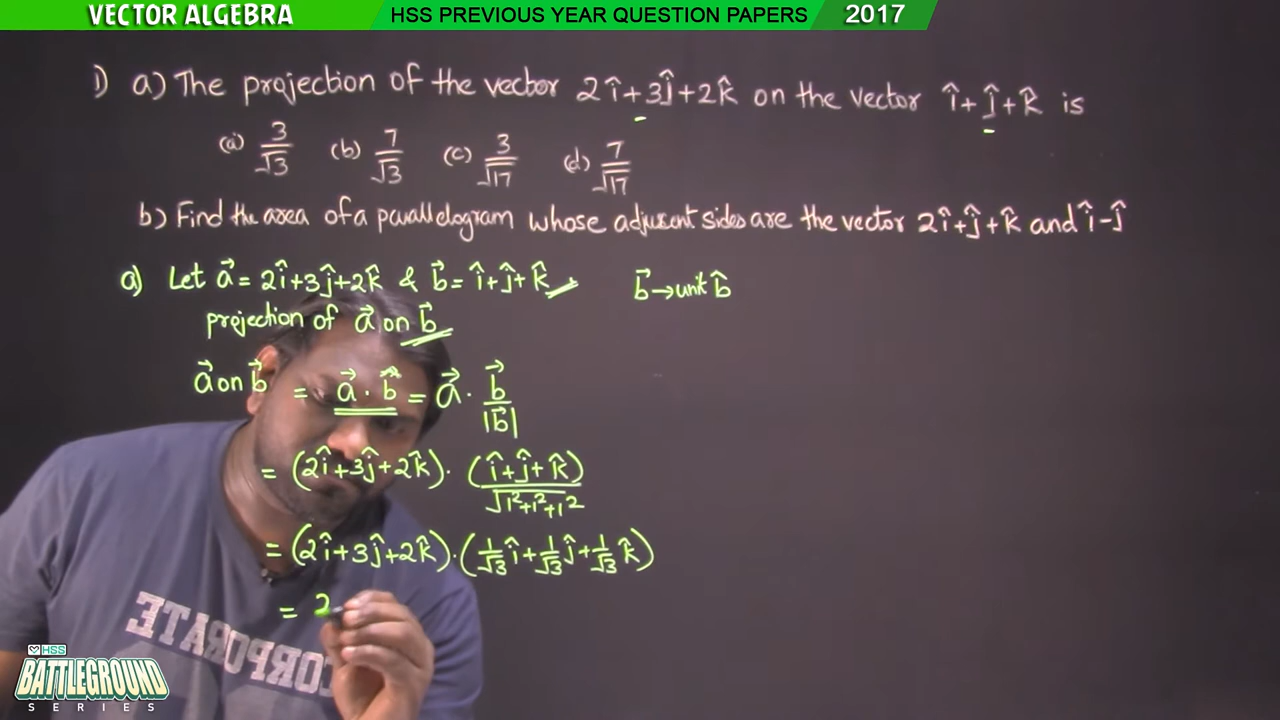 VECTOR ALGEBRA HSS PREVIOUS YEAR QUESTION PAPERS 2017
1) a) The projection of the vector 2î+3ĵ+2k̂ on the vector î+ĵ+k̂ is
(a) 3/√3 (b) 7/√3 (c) 3/√17 (d) 7/√17
b) Find the area of a parallelogram whose adjacent sides are the vector 2î+ĵ+k̂ and î-ĵ
a) Let a⃗ = 2î+3ĵ+2k̂ & b⃗ = î+ĵ+k̂ b⃗→unit b̂
projection of a⃗ on b⃗
a⃗ on b⃗ = a⃗ · b̂ = a⃗ · b⃗/|b⃗|
= (2î+3ĵ+2k̂) · (î+ĵ+k̂)/√1²+1²+1²
= (2î+3ĵ+2k̂) · (1/√3 î + 1/√3 ĵ + 1/√3 k̂)
= 2
CORPORATE
HSS
BATTLEGROUND
SERIES